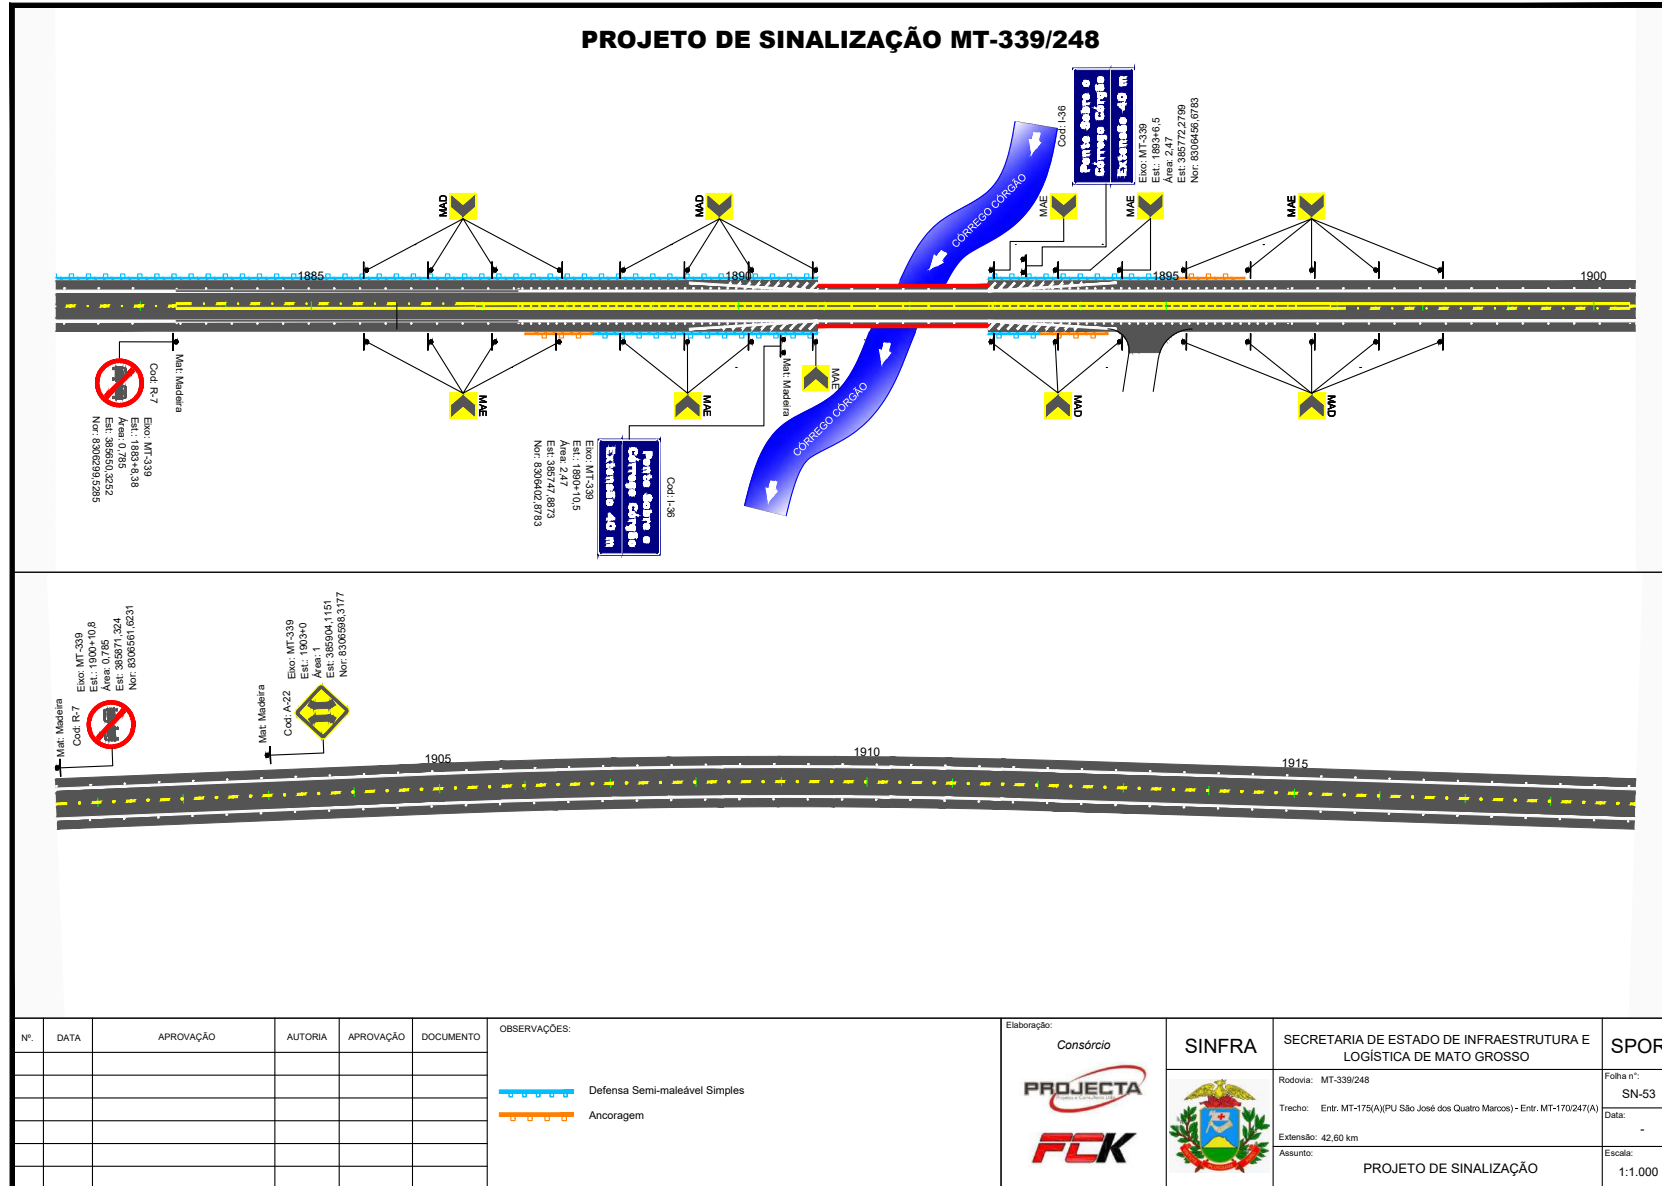 PROJETO DE SINALIZAÇÃO MT-339/248
Cod: I-36
Ponte Sobre o
Córrego Córgão
Extensão 40 m
Eixo: MT-339
Est.: 1893+6,5
Área: 2,47
Est: 385772,2799
Nor: 8306456,6783
MAD
MAD
MAE
MAE
MAE
CÓRREGO CÓRGÃO
1885
1890
1895
1900
Mat: Madeira
Cod: R-7
Eixo: MT-339
Est.: 1883+8,38
Área: 0,785
Est: 385650,3252
Nor: 8306299,5285
MAE
MAE
MAE
MAD
MAD
Mat: Madeira
CÓRREGO CÓRGÃO
Cod: I-36
Ponte Sobre o
Córrego Córgão
Extensão 40 m
Eixo: MT-339
Est.: 1890+10,5
Área: 2,47
Est: 385747,8873
Nor: 8306402,8783
Mat: Madeira
Cod: R-7
Eixo: MT-339
Est.: 1900+10,8
Área: 0,785
Est: 385871,324
Nor: 8306561,6231
Mat: Madeira
Cod: A-22
Eixo: MT-339
Est.: 1903+0
Área: 1
Est: 385904,1151
Nor: 8306598,3177
1905
1910
1915
Nº. DATA APROVAÇÃO AUTORIA APROVAÇÃO DOCUMENTO
OBSERVAÇÕES:
Defensa Semi-maleável Simples
Ancoragem
Elaboração:
Consórcio
PROJECTA
FCK
SINFRA
SECRETARIA DE ESTADO DE INFRAESTRUTURA E
LOGÍSTICA DE MATO GROSSO
SPOR
Rodovia: MT-339/248
Trecho: Entr. MT-175(A)(PU São José dos Quatro Marcos) - Entr. MT-170/247(A)
Extensão: 42,60 km
Assunto:
PROJETO DE SINALIZAÇÃO
Folha n°:
SN-53
Data:
-
Escala:
1:1.000